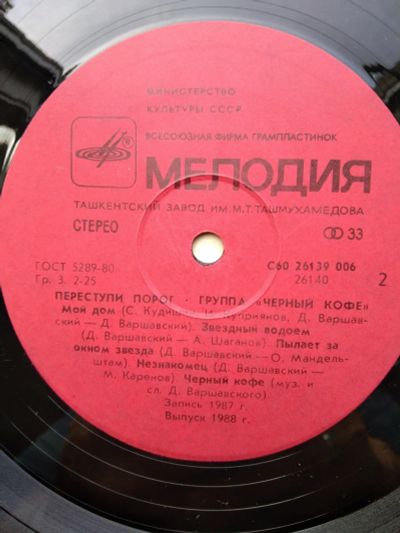 МИНИСТЕРСТВО
КУЛЬТУРЫ СССР
ВСЕСОЮЗНАЯ ФИРМА ГРАМПЛАСТИНОК
МЕЛОДИЯ
ТАШКЕНТСКИЙ ЗАВОД ИМ. М.Т. ТАШМУХАМЕДОВА
СТЕРЕО 33
ГОСТ 5289-80 С60 26139 006
Гр. 3. 2-25 26140 2
ПЕРЕСТУПИ ПОРОГ · ГРУППА «ЧЕРНЫЙ КОФЕ»
Мой дом (С. Кудишин, И. Куприянов, Д. Варшав-
ский — Д. Варшавский). Звездный водоем
(Д. Варшавский — А. Шаганов). Пылает за
окном звезда (Д. Варшавский — О. Мандель-
штам). Незнакомец (Д. Варшавский —
М. Каренов). Черный кофе (муз. и
сл. Д. Варшавского).
Запись 1987 г.
Выпуск 1988 г.